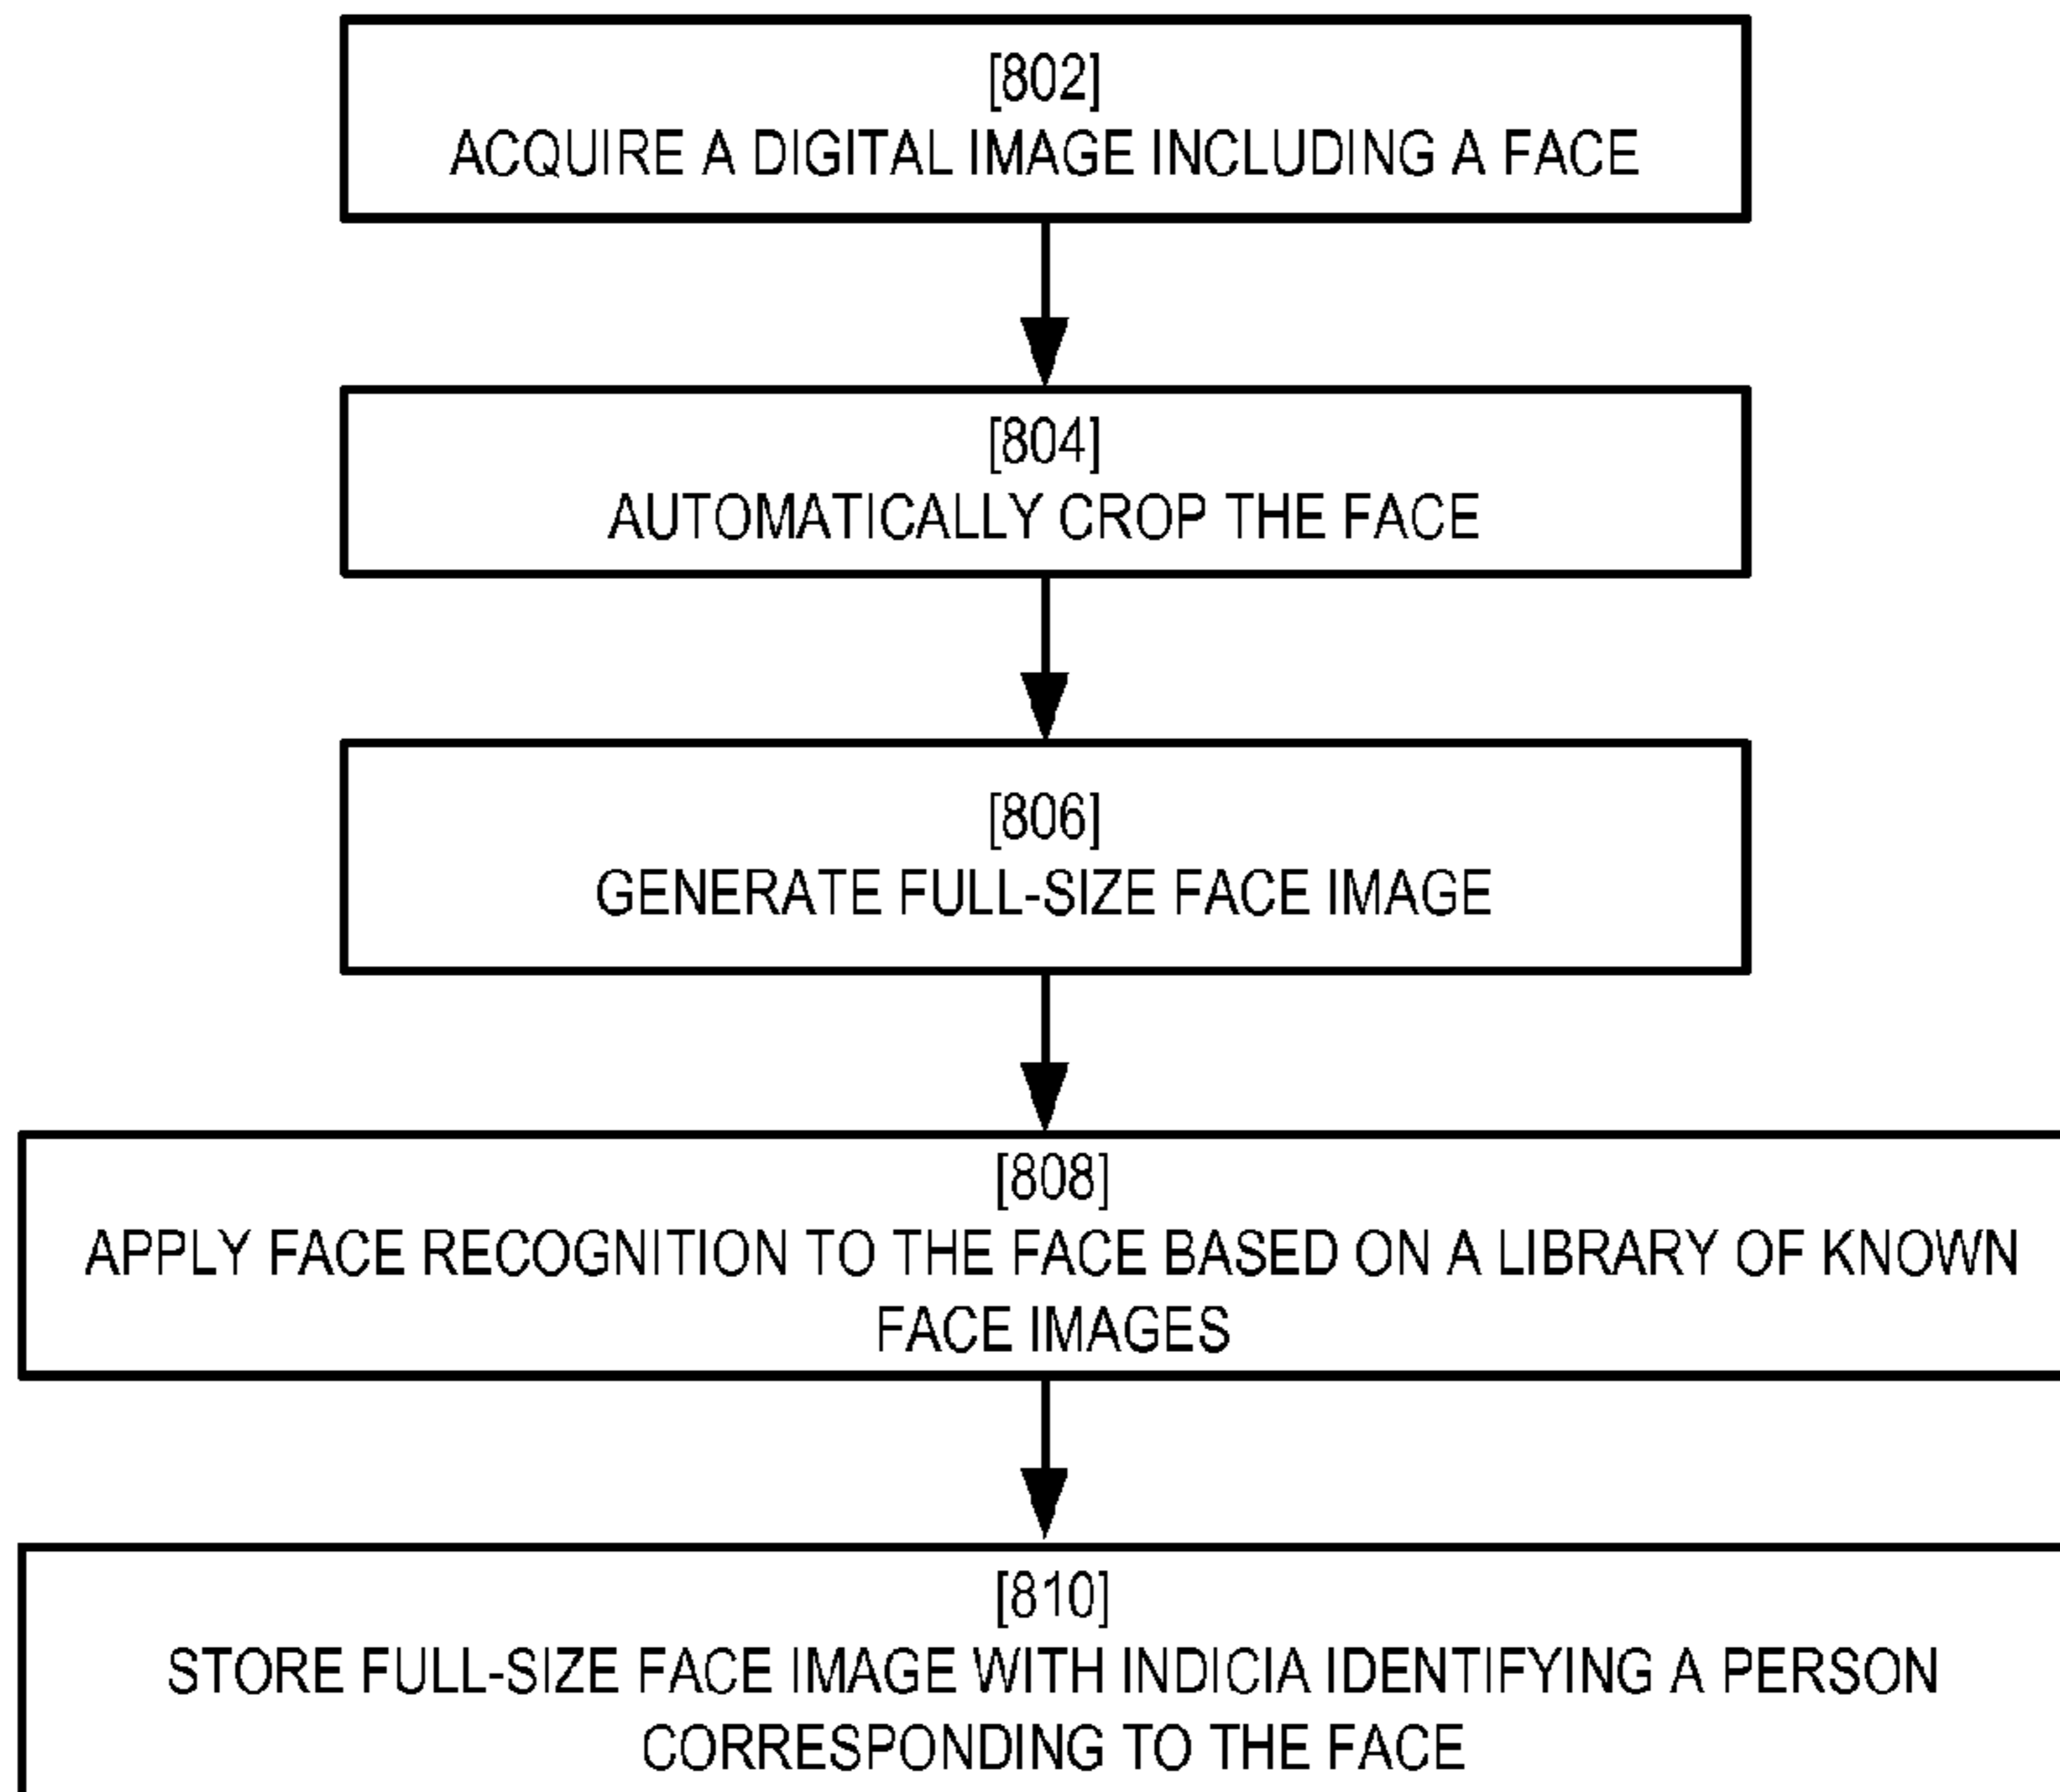 [802]
ACQUIRE A DIGITAL IMAGE INCLUDING A FACE
[804]
AUTOMATICALLY CROP THE FACE
[806]
GENERATE FULL-SIZE FACE IMAGE
[808]
APPLY FACE RECOGNITION TO THE FACE BASED ON A LIBRARY OF KNOWN
FACE IMAGES
[810]
STORE FULL-SIZE FACE IMAGE WITH INDICIA IDENTIFYING A PERSON
CORRESPONDING TO THE FACE